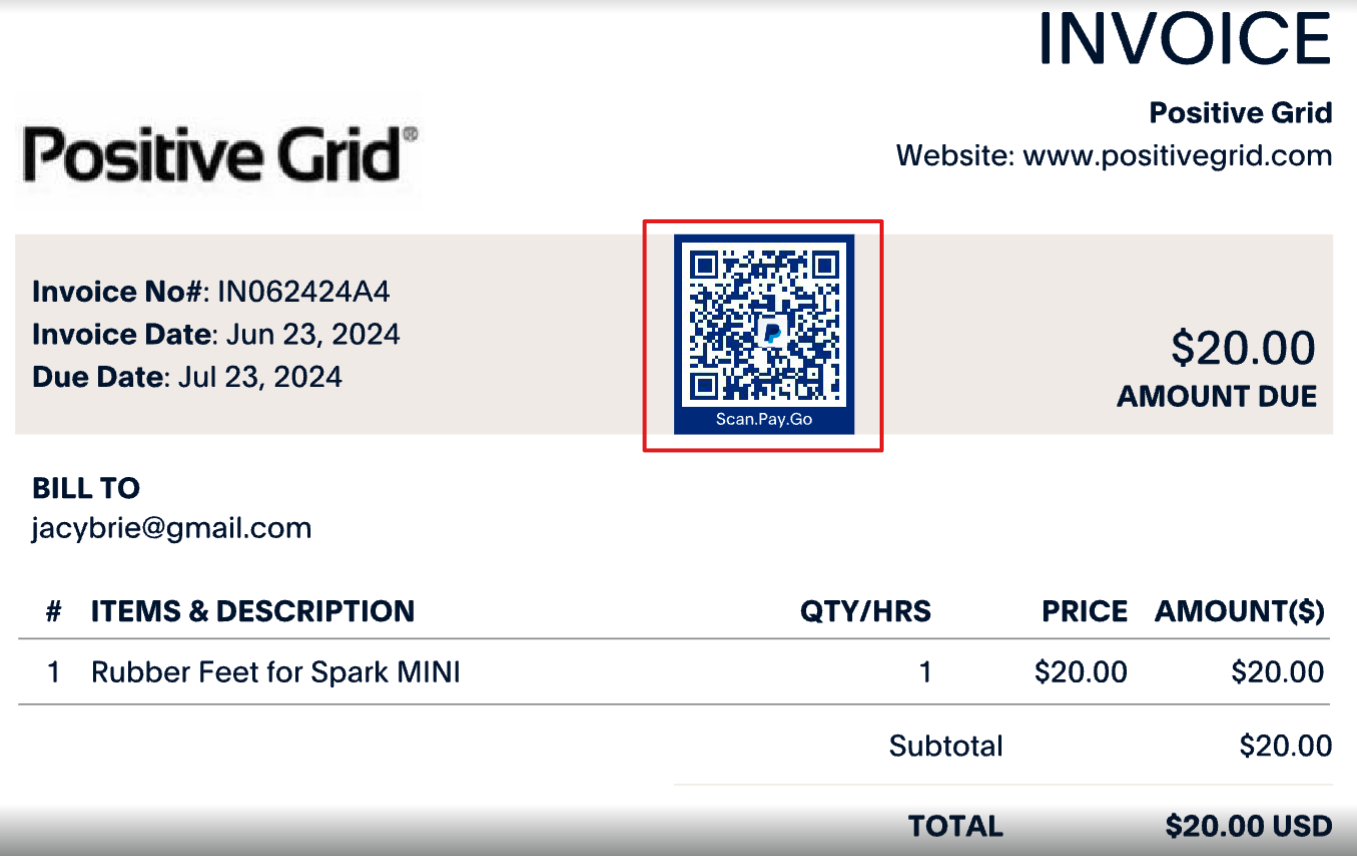 INVOICE
Positive Grid®
Positive Grid
Website: www.positivegrid.com
Invoice No#: IN062424A4
Invoice Date: Jun 23, 2024
Due Date: Jul 23, 2024
Scan.Pay.Go
$20.00
AMOUNT DUE
BILL TO
jacybrie@gmail.com
# ITEMS & DESCRIPTION QTY/HRS PRICE AMOUNT($)
1 Rubber Feet for Spark MINI 1 $20.00 $20.00
Subtotal $20.00
TOTAL $20.00 USD